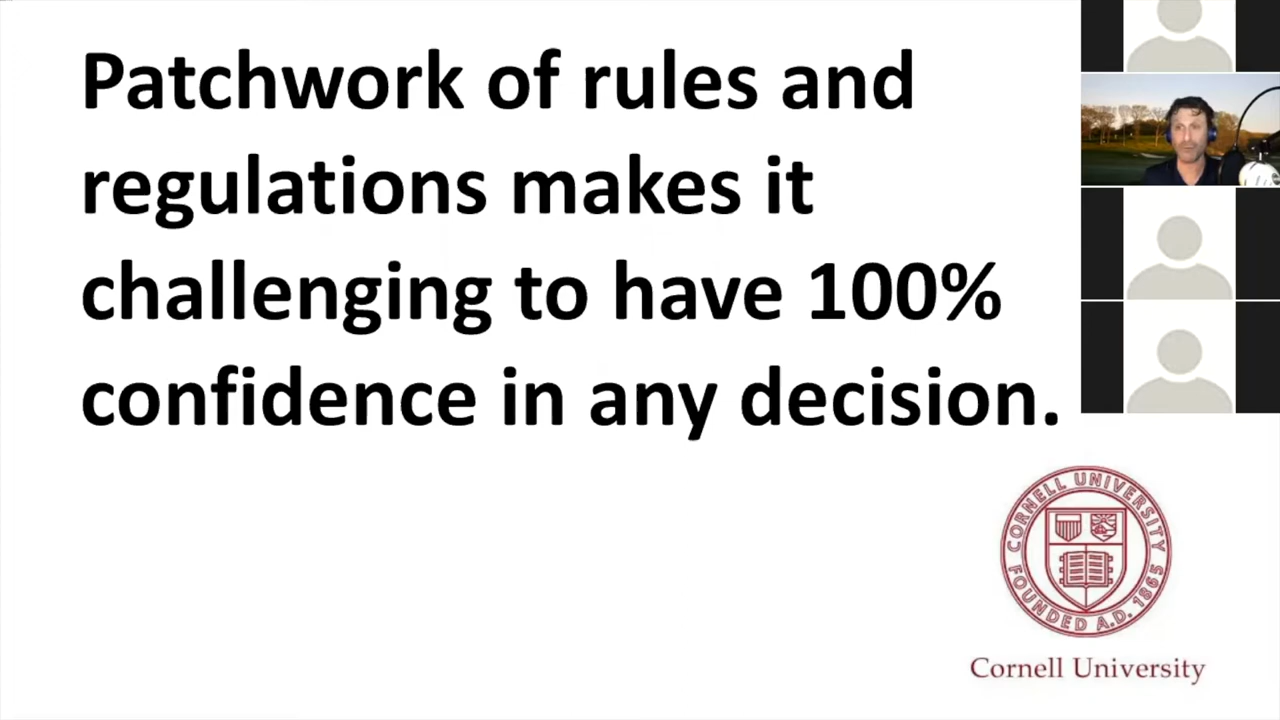 Patchwork of rules and
regulations makes it
challenging to have 100%
confidence in any decision.
CORNELL UNIVERSITY
FOUNDED A.D. 1865
Cornell University